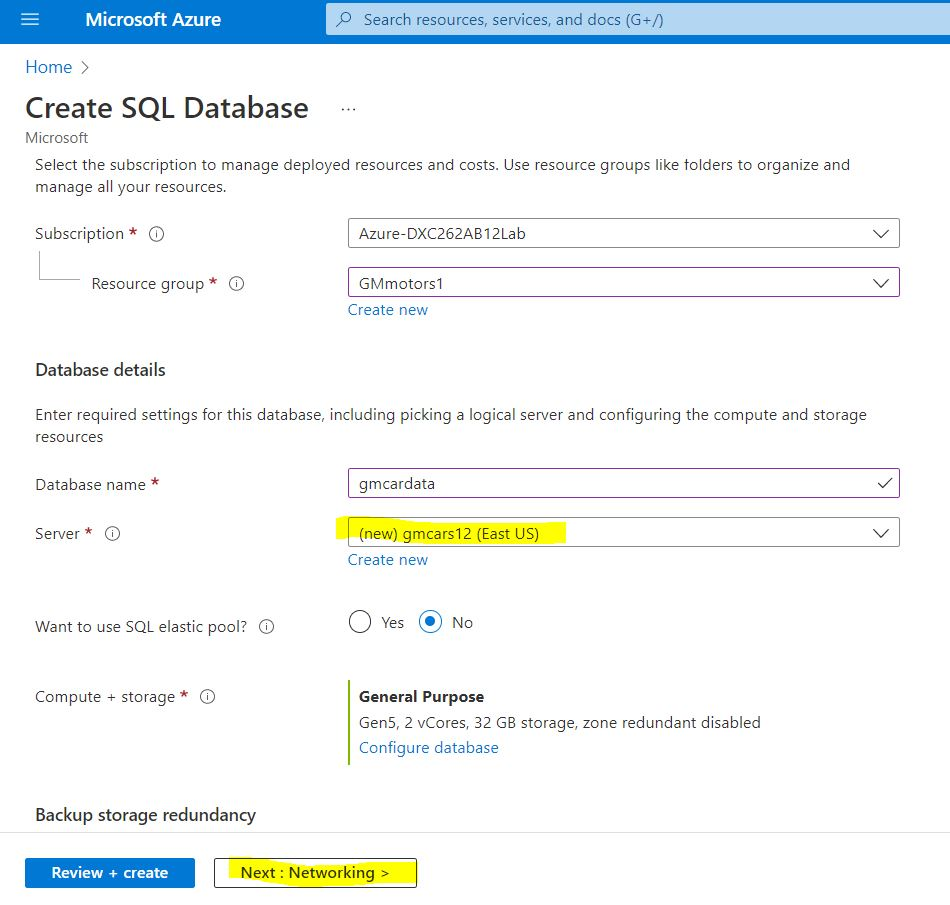 Microsoft Azure
Search resources, services, and docs (G+/)
Home >
Create SQL Database ...
Microsoft
Select the subscription to manage deployed resources and costs. Use resource groups like folders to organize and
manage all your resources.
Subscription *
Azure-DXC262AB12Lab
Resource group *
GMmotors1
Create new
Database details
Enter required settings for this database, including picking a logical server and configuring the compute and storage
resources
Database name *
gmcardata
Server *
(new) gmcars12 (East US)
Create new
Want to use SQL elastic pool?
Yes No
Compute + storage *
General Purpose
Gen5, 2 vCores, 32 GB storage, zone redundant disabled
Configure database
Backup storage redundancy
Review + create
Next : Networking >